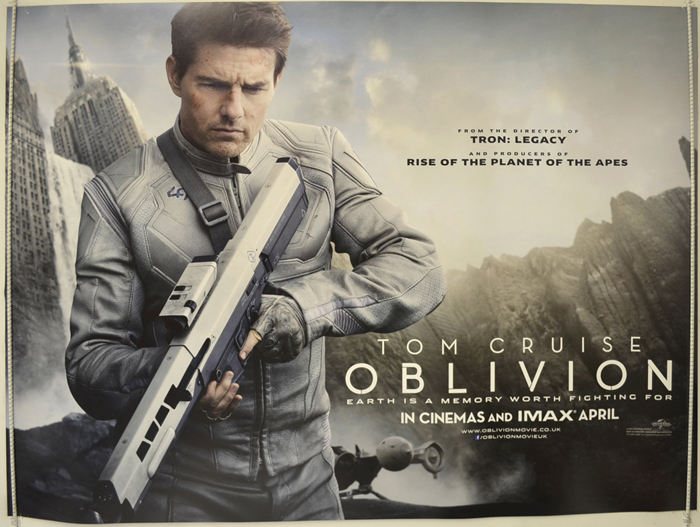 FROM THE DIRECTOR OF
TRON: LEGACY
AND PRODUCERS OF
RISE OF THE PLANET OF THE APES
TOM CRUISE
OBLIVION
EARTH IS A MEMORY WORTH FIGHTING FOR
IN CINEMAS AND IMAX APRIL
WWW.OBLIVIONMOVIE.CO.UK
f/OBLIVIONMOVIEUK